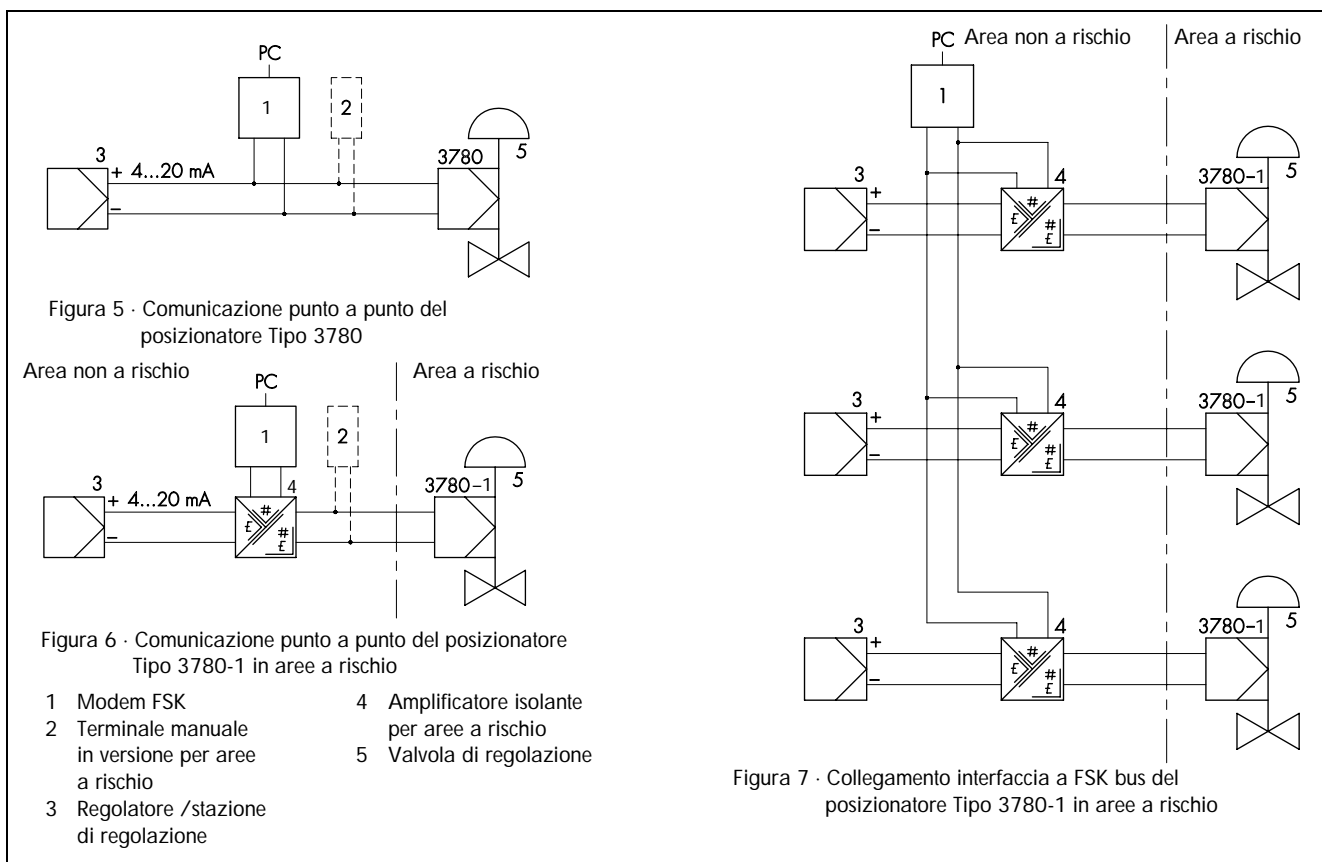 PC
1
2
3
+ 4...20 mA
–
3780
5
Figura 5 · Comunicazione punto a punto del
posizionatore Tipo 3780
Area non a rischio
Area a rischio
PC
1
2
3
+ 4...20 mA
–
4
#
E
#
E
3780-1
5
Figura 6 · Comunicazione punto a punto del posizionatore
Tipo 3780-1 in aree a rischio
1 Modem FSK
2 Terminale manuale
in versione per aree
a rischio
3 Regolatore /stazione
di regolazione
4 Amplificatore isolante
per aree a rischio
5 Valvola di regolazione
PC
Area non a rischio
Area a rischio
1
3
+
–
4
#
E
#
E
3780-1
5
3
+
–
4
#
E
#
E
3780-1
5
3
+
–
4
#
E
#
E
3780-1
5
Figura 7 · Collegamento interfaccia a FSK bus del
posizionatore Tipo 3780-1 in aree a rischio